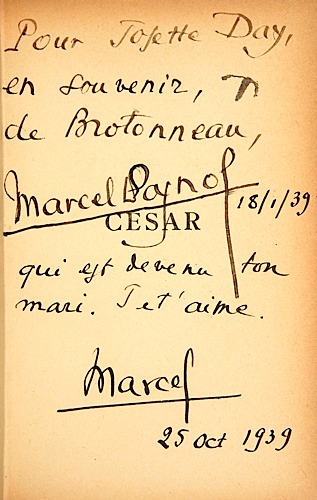 Pour Josette Day,
en souvenir,
de Brotonneau,
Marcel Pagnol
18/1/39
CÉSAR
qui est devenu ton
mari. Je t'aime.
Marcel
25 oct 1939